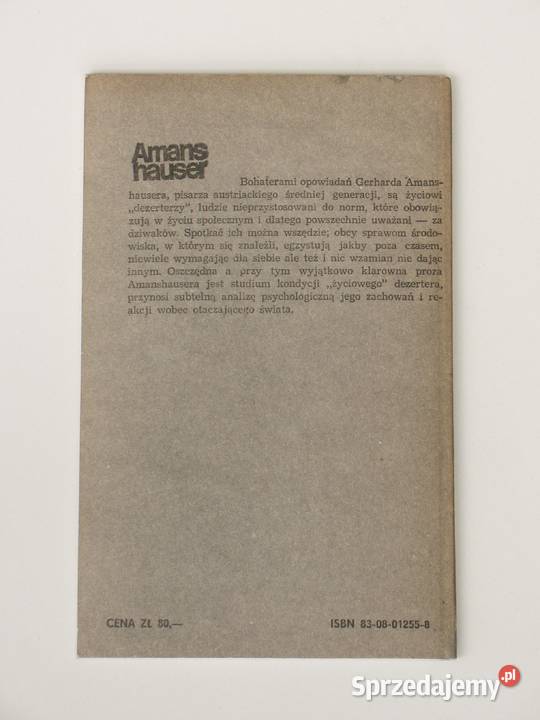 Amans
hauser
Bohaterami opowiadań Gerharda Amans-
hausera, pisarza austriackiego średniej generacji, są życiowi
„dezerterzy", ludzie nieprzystosowani do norm, które obowią-
zują w życiu społecznym i dlatego powszechnie uważani — za
dziwaków. Spotkać ich można wszędzie; obcy sprawom środo-
wiska, w którym się znaleźli, egzystują jakby poza czasem,
niewiele wymagając dla siebie ale też i nic wzamian nie dając
innym. Oszczędna a przy tym wyjątkowo klarowna proza
Amanshausera jest studium kondycji „życiowego" dezertera,
przynosi subtelną analizę psychologiczną jego zachowań i re-
akcji wobec otaczającego świata.
CENA ZŁ 80,—
ISBN 83-08-01255-8
Sprzedajemy.pl